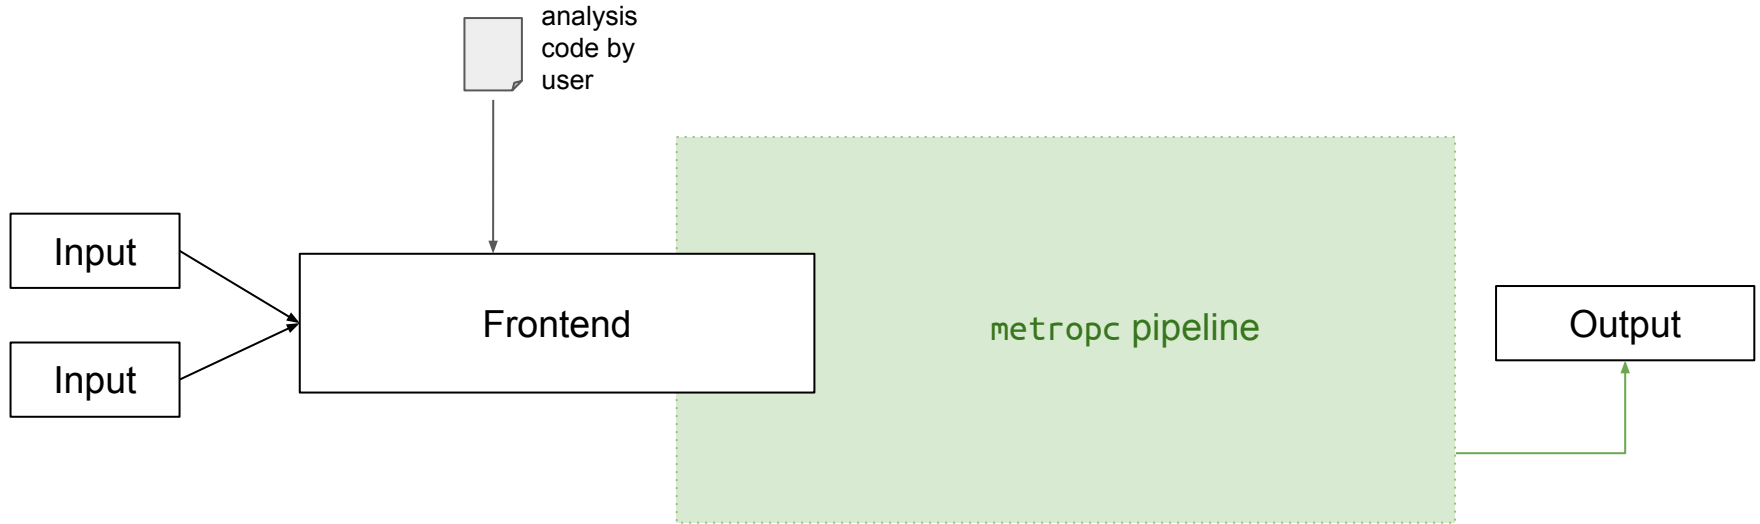 analysis
code by
user
Input
Input
Frontend
metropc pipeline
Output